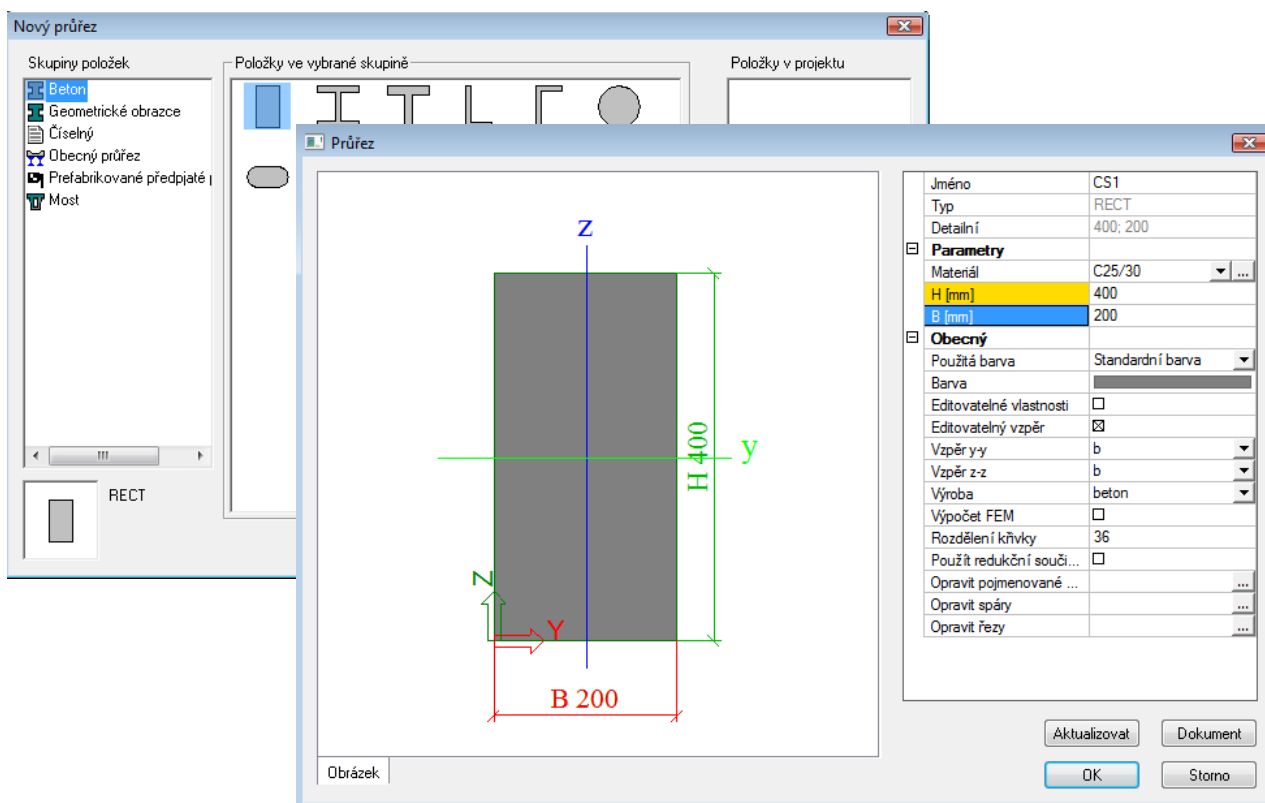 Nový průřez
Skupiny položek
Beton
Geometrické obrazce
Číselný
Obecný průřez
Prefabrikované předpjaté
Most
RECT
Položky ve vybrané skupině
Položky v projektu
Průřez
z
y
H 400
Z
Y
B 200
Obrázek
Jméno CS1
Typ RECT
Detailní 400; 200
Parametry
Materiál C25/30 ...
H [mm] 400
B [mm] 200
Obecný
Použitá barva Standardní barva
Barva
Editovatelné vlastnosti
Editovatelný vzpěr
Vzpěr y-y b
Vzpěr z-z b
Výroba beton
Výpočet FEM
Rozdělení křivky 36
Použít redukční souči...
Opravit pojmenované ... ...
Opravit spáry ...
Opravit řezy ...
Aktualizovat Dokument
OK Storno